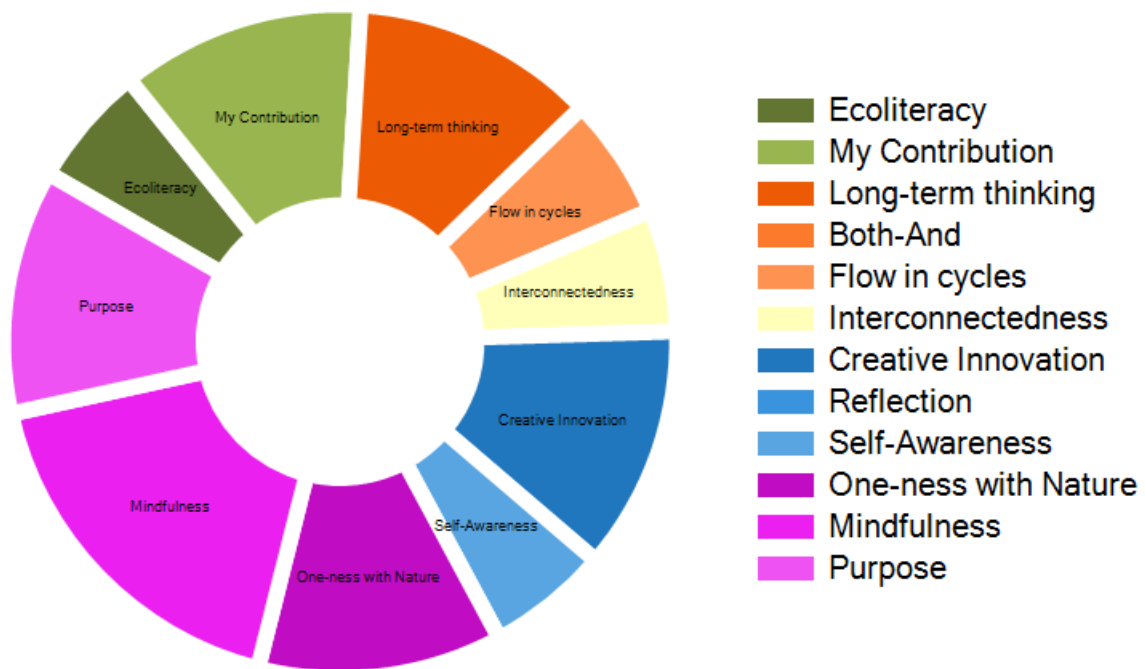 My Contribution
Long-term thinking
Ecoliteracy
Flow in cycles
Interconnectedness
Purpose
Creative Innovation
Mindfulness
Self-Awareness
One-ness with Nature
Ecoliteracy
My Contribution
Long-term thinking
Both-And
Flow in cycles
Interconnectedness
Creative Innovation
Reflection
Self-Awareness
One-ness with Nature
Mindfulness
Purpose